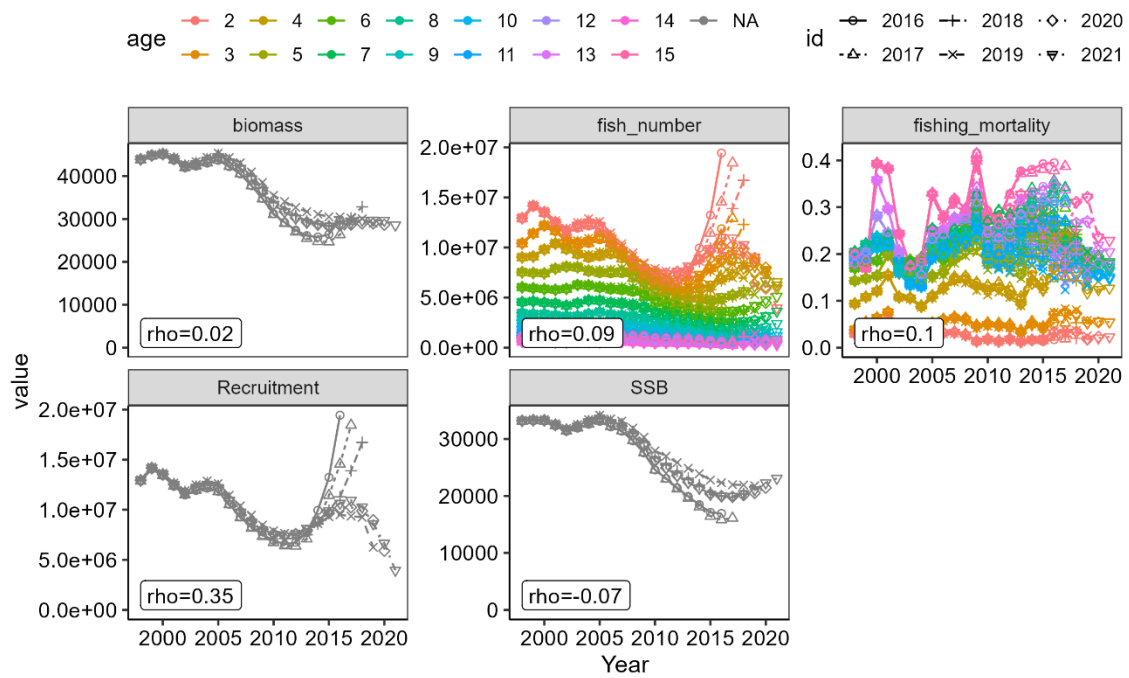 age 2 4 6 8 10 12 14 NA id 2016 2018 2020
3 5 7 9 11 13 15 2017 2019 2021
biomass fish_number fishing_mortality
40000
30000
20000
10000
0
rho=0.02
2.0e+07
1.5e+07
1.0e+07
5.0e+06
0.0e+00
rho=0.09
0.4
0.3
0.2
0.1
0.0
rho=0.1
2000 2005 2010 2015 2020
value
Recruitment SSB
2.0e+07
1.5e+07
1.0e+07
5.0e+06
0.0e+00
rho=0.35
30000
20000
10000
0
rho=-0.07
2000 2005 2010 2015 2020 2000 2005 2010 2015 2020
Year